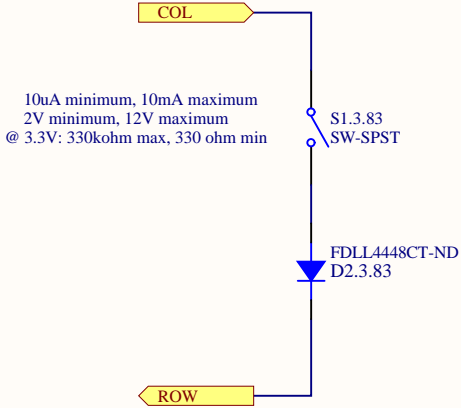 COL
10uA minimum, 10mA maximum
2V minimum, 12V maximum
@ 3.3V: 330kohm max, 330 ohm min
S1.3.83
SW-SPST
FDLL4448CT-ND
D2.3.83
ROW